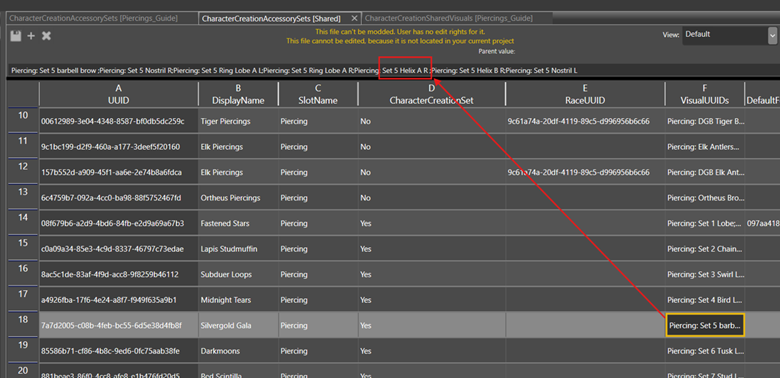 CharacterCreationAccessorySets [Piercings_Guide] CharacterCreationAccessorySets [Shared] CharacterCreationSharedVisuals [Piercings_Guide]
This file can't be modded. User has no edit rights for it.
This file cannot be edited, because it is not located in your current project
View: Default
Parent value:
Piercing: Set 5 barbell brow ;Piercing: Set 5 Nostril R;Piercing: Set 5 Ring Lobe A L;Piercing: Set 5 Ring Lobe A R;Piercing: Set 5 Helix A R ;Piercing: Set 5 Helix B R;Piercing: Set 5 Nostril L
A B C D E F
UUID DisplayName SlotName CharacterCreationSet RaceUUID VisualUUIDs DefaultF
10 00612989-3e04-4348-8587-bf0db5dc259c Tiger Piercings Piercing No 9c61a74a-20df-4119-89c5-d996956b6c66 Piercing: DGB Tiger B...
11 9c1bc199-d2f9-460a-a177-3deef5f20160 Elk Piercings Piercing No Piercing: Elk Antlers...
12 157b552d-a909-45f1-aa6e-2e74b8a6fdca Elk Piercings Piercing No 9c61a74a-20df-4119-89c5-d996956b6c66 Piercing: DGB Elk Ant...
13 6c4759b7-092a-4cc0-ba98-88f5752467fd Ortheus Piercings Piercing No Piercing: Ortheus Bro...
14 08f679b6-a2d9-4bd6-84fb-e2d9a69a67b3 Fastened Stars Piercing Yes Piercing: Set 1 Lobe;... 097aa418
15 c0a09a34-85e3-4c9d-8337-46797c73edae Lapis Studmuffin Piercing Yes Piercing: Set 2 Chain...
16 8ac5c1de-83af-4f9d-acc8-9f8259b46112 Subduer Loops Piercing Yes Piercing: Set 3 Swirl L...
17 a4926fba-17f6-4e24-a8f7-f949f635a9b1 Midnight Tears Piercing Yes Piercing: Set 4 Bird L...
18 7a7d2005-c08b-4feb-bc55-6d5e38d4fb8f Silvergold Gala Piercing Yes Piercing: Set 5 barb...
19 85586b71-cf86-4b8c-9ed6-0fc75aab38fe Darkmoons Piercing Yes Piercing: Set 6 Tusk L...
20 881beae3-86f0-4cc8-afe8-e1b476fd20d5 Red Scintilla Piercing Yes Piercing: Set 7 Stud L...